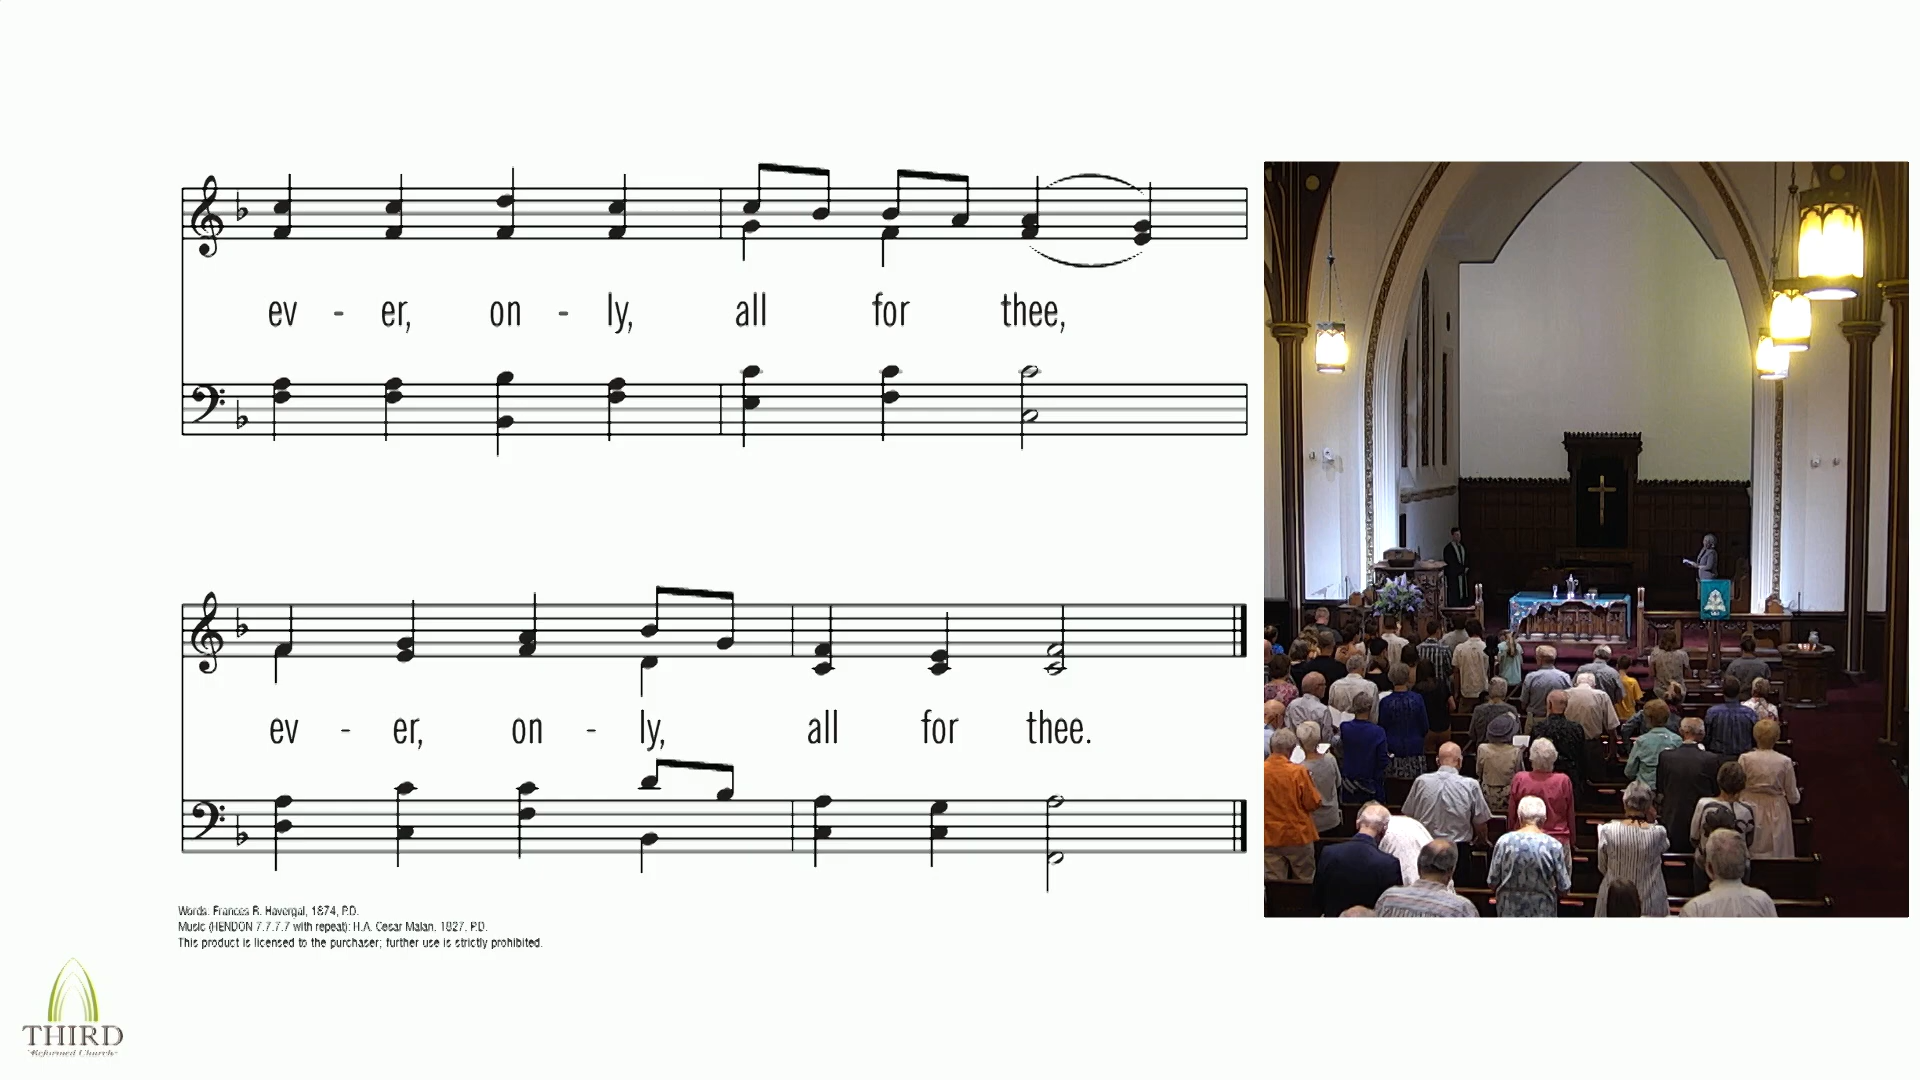 ev - er, on - ly, all for thee,
ev - er, on - ly, all for thee.
Words: Frances R. Havergal, 1874, P.D.
Music (HENDON 7.7.7.7 with repeat): H.A. Cesar Malan, 1827, P.D.
This product is licensed to the purchaser; further use is strictly prohibited.
THIRD
Reformed Church